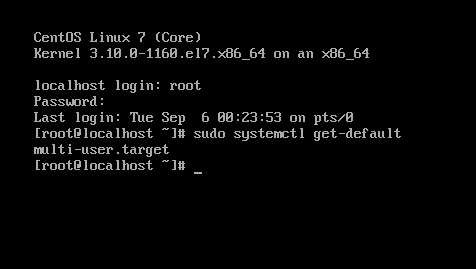 CentOS Linux 7 (Core)
Kernel 3.10.0-1160.el7.x86_64 on an x86_64
localhost login: root
Password:
Last login: Tue Sep  6 00:23:53 on pts/0
[root@localhost ~]# sudo systemctl get-default
multi-user.target
[root@localhost ~]# _